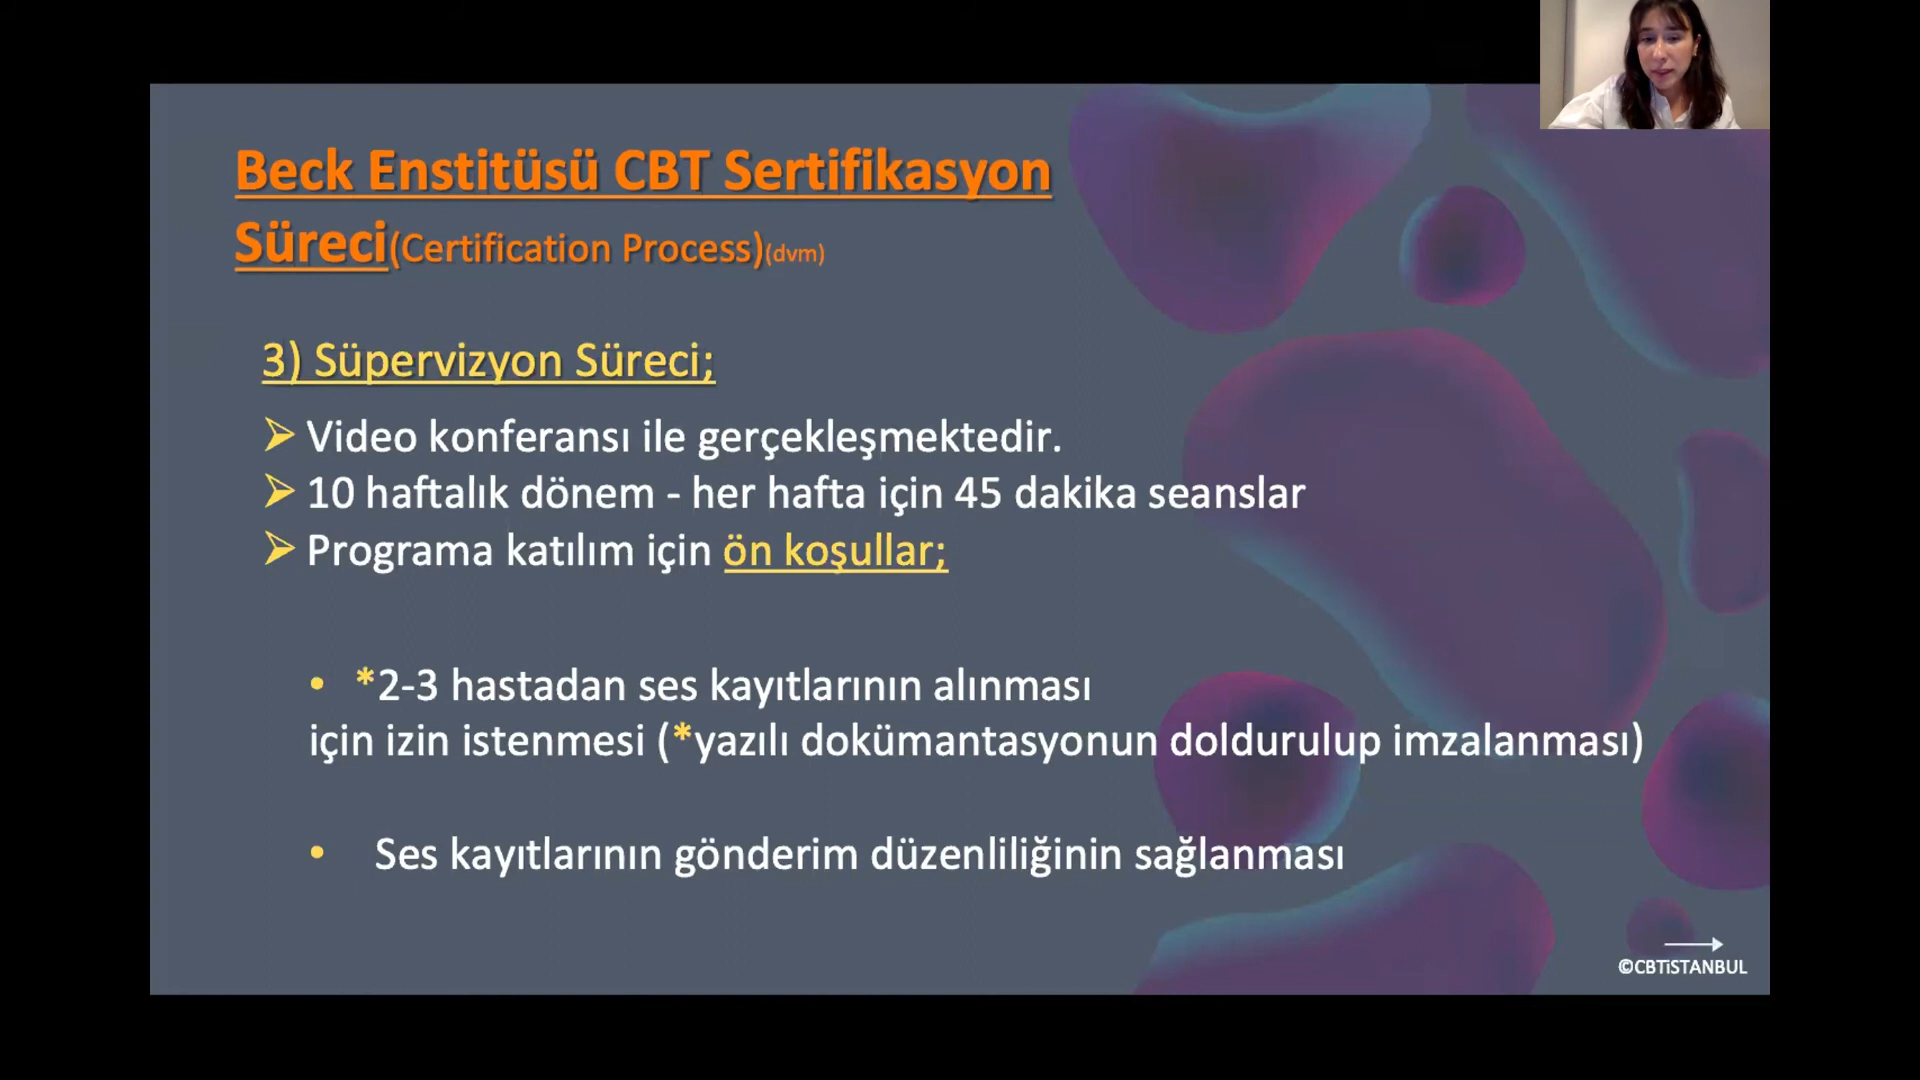 Beck Enstitüsü CBT Sertifikasyon
Süreci(Certification Process)(dvm)
3) Süpervizyon Süreci;
Video konferansı ile gerçekleşmektedir.
10 haftalık dönem - her hafta için 45 dakika seanslar
Programa katılım için ön koşullar;
• *2-3 hastadan ses kayıtlarının alınması
için izin istenmesi (*yazılı dokümantasyonun doldurulup imzalanması)
• Ses kayıtlarının gönderim düzenliliğinin sağlanması
©CBTiSTANBUL